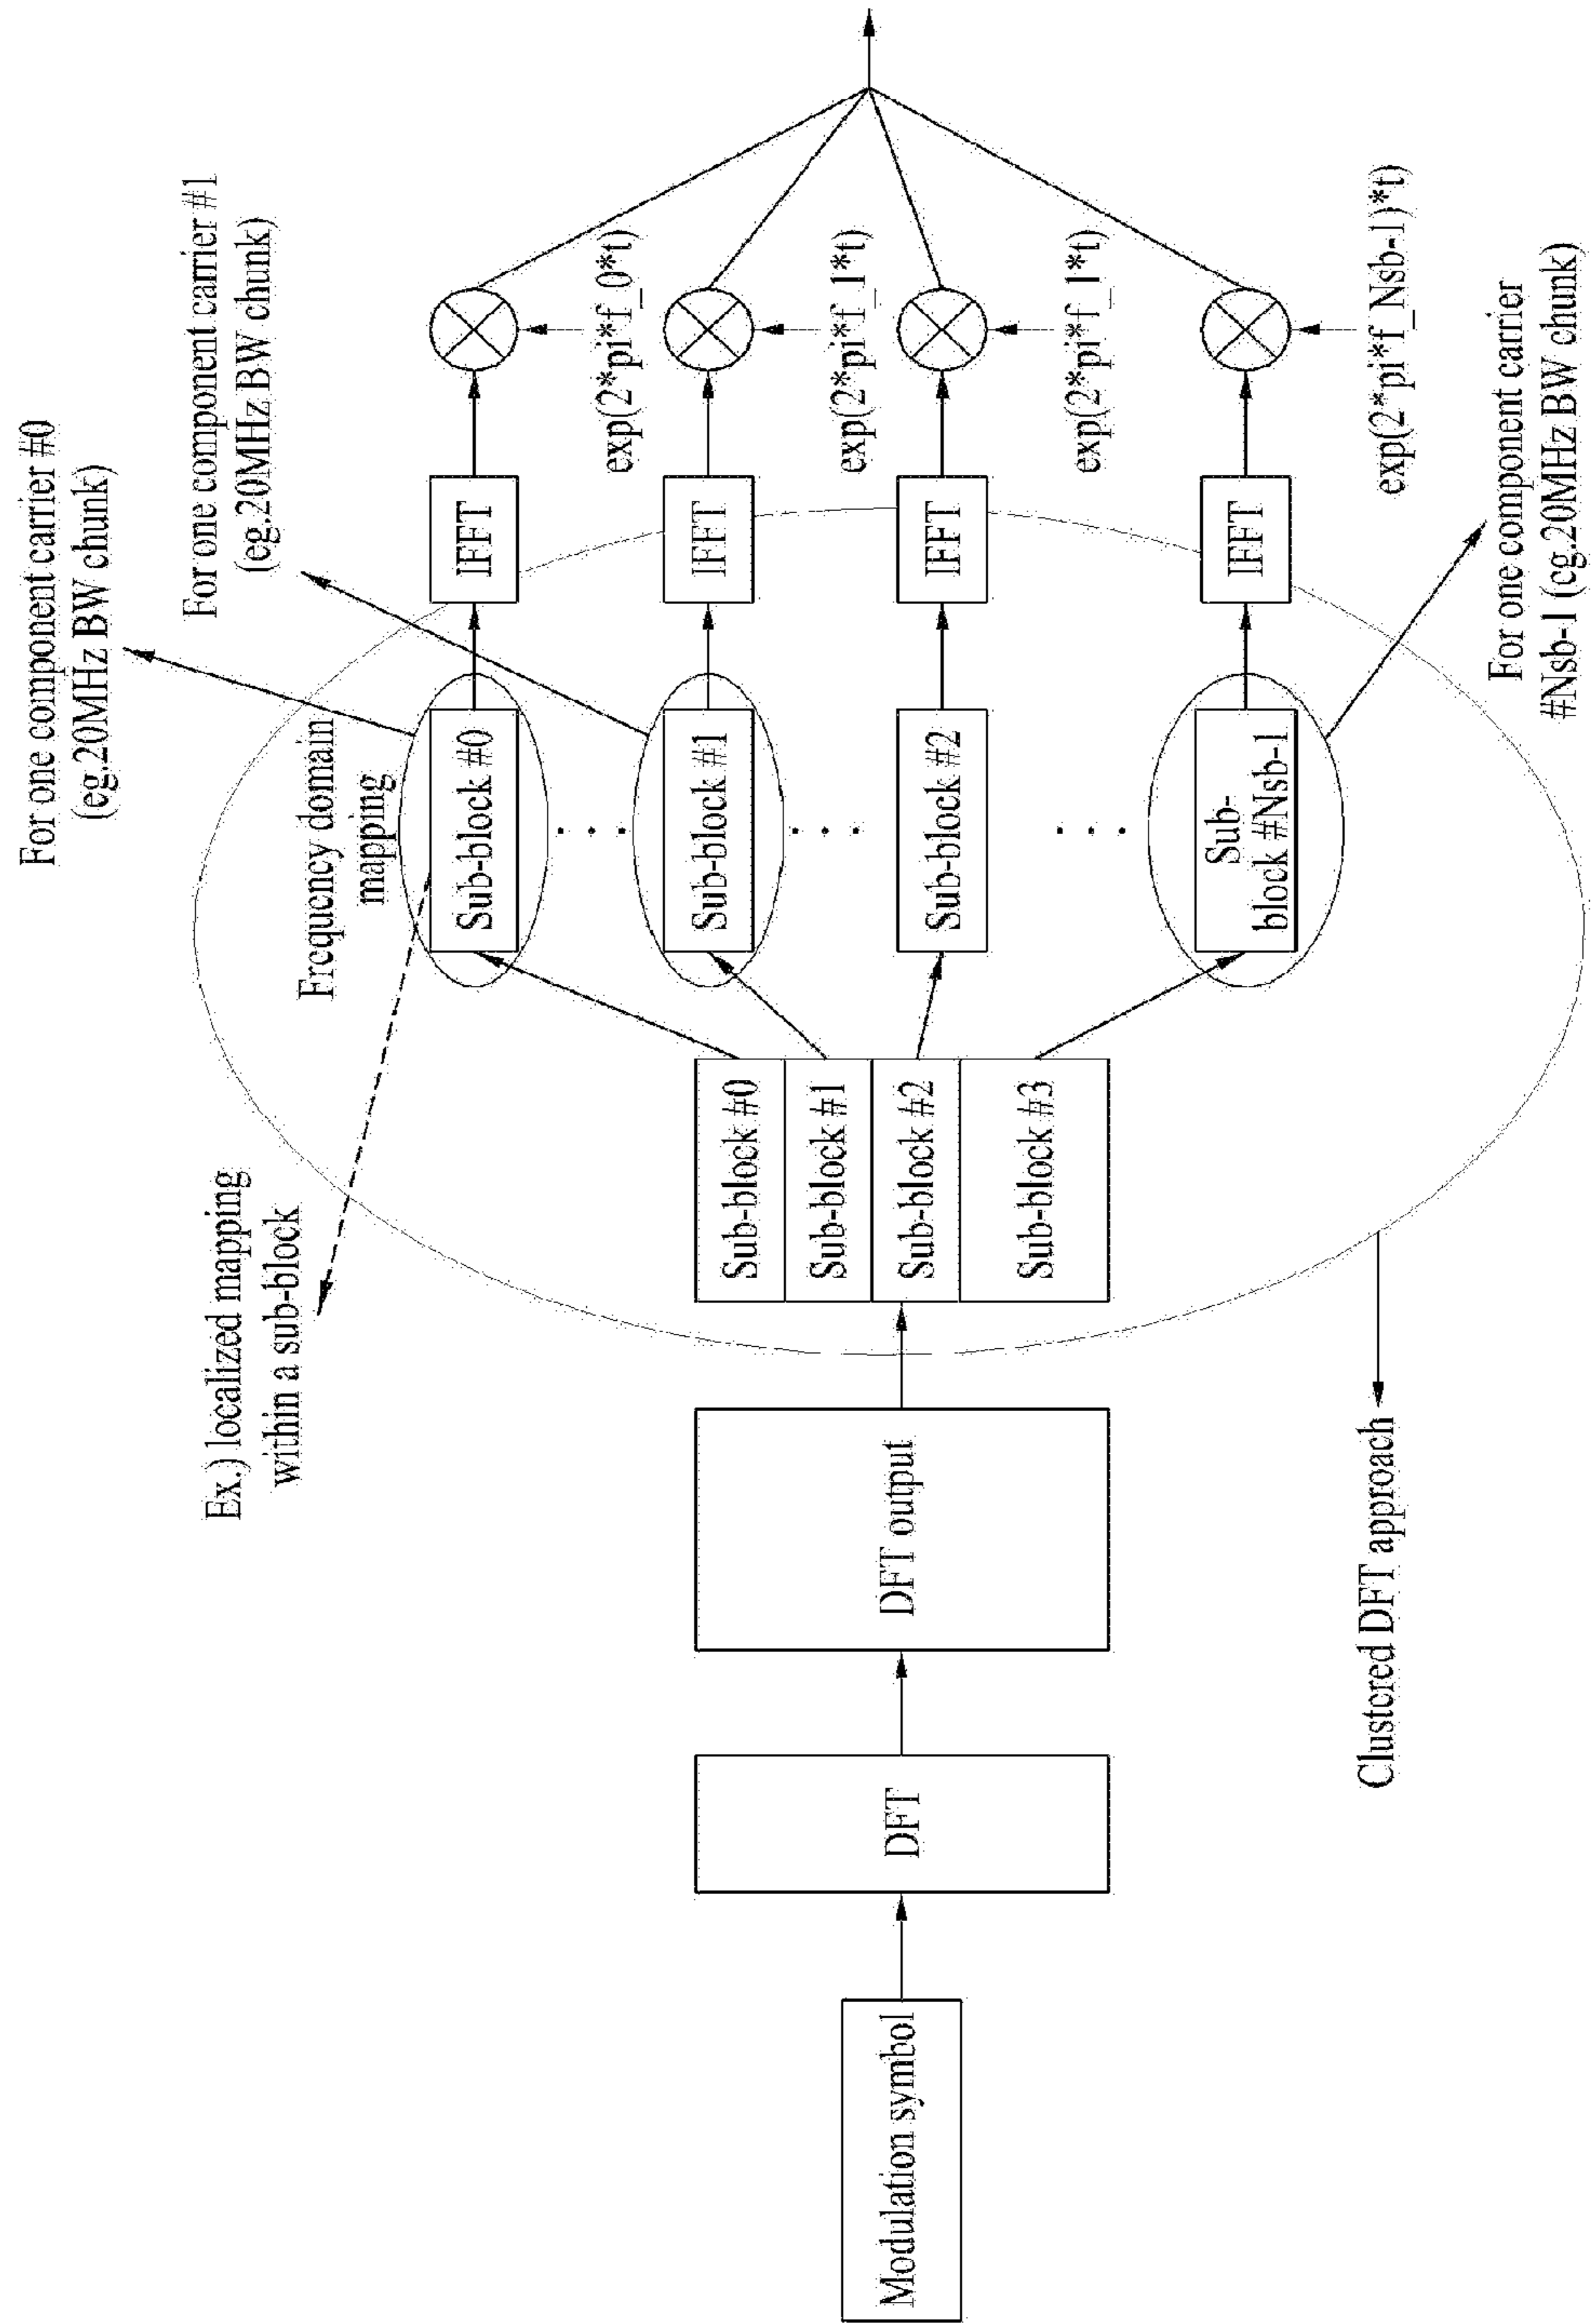 Modulation symbol
DFT
DFT output
Sub-block #0
Sub-block #1
Sub-block #2
Sub-block #3
Clustered DFT approach
Ex.) localized mapping
within a sub-block
Frequency domain
mapping
Sub-block #0
Sub-block #1
Sub-block #2
Sub-
block #Nsb-1
For one component carrier #0
(eg.20MHz BW chunk)
For one component carrier #1
(eg.20MHz BW chunk)
For one component carrier
#Nsb-1 (eg.20MHz BW chunk)
IFFT
IFFT
IFFT
IFFT
exp(2*pi*f_0*t)
exp(2*pi*f_1*t)
exp(2*pi*f_1*t)
exp(2*pi*f_Nsb-1)*t)